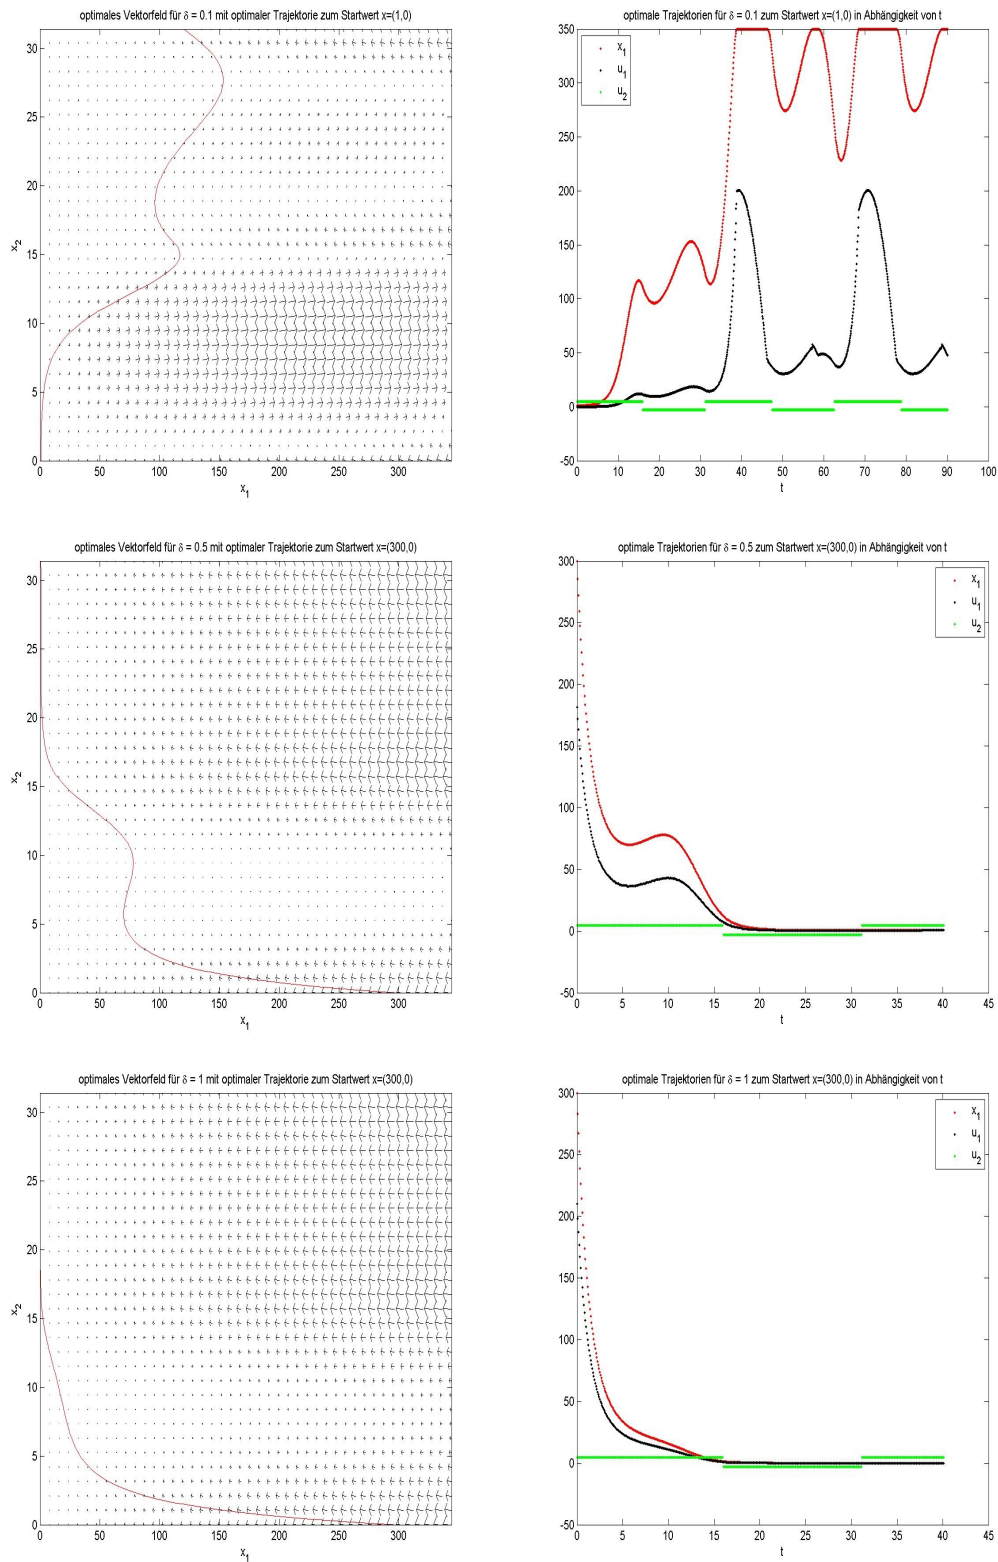 optimales Vektorfeld für δ = 0.1 mit optimaler Trajektorie zum Startwert x=(1,0)
30
25
20
15
10
5
0
x₂
0 50 100 150 200 250 300
x₁
optimale Trajektorien für δ = 0.1 zum Startwert x=(1,0) in Abhängigkeit von t
350
300
250
200
150
100
50
0
-50
x₁
u₁
u₂
0 10 20 30 40 50 60 70 80 90 100
t
optimales Vektorfeld für δ = 0.5 mit optimaler Trajektorie zum Startwert x=(300,0)
30
25
20
15
10
5
0
x₂
0 50 100 150 200 250 300
x₁
optimale Trajektorien für δ = 0.5 zum Startwert x=(300,0) in Abhängigkeit von t
300
250
200
150
100
50
0
-50
x₁
u₁
u₂
0 5 10 15 20 25 30 35 40 45
t
optimales Vektorfeld für δ = 1 mit optimaler Trajektorie zum Startwert x=(300,0)
30
25
20
15
10
5
0
x₂
0 50 100 150 200 250 300
x₁
optimale Trajektorien für δ = 1 zum Startwert x=(300,0) in Abhängigkeit von t
300
250
200
150
100
50
0
-50
x₁
u₁
u₂
0 5 10 15 20 25 30 35 40 45
t